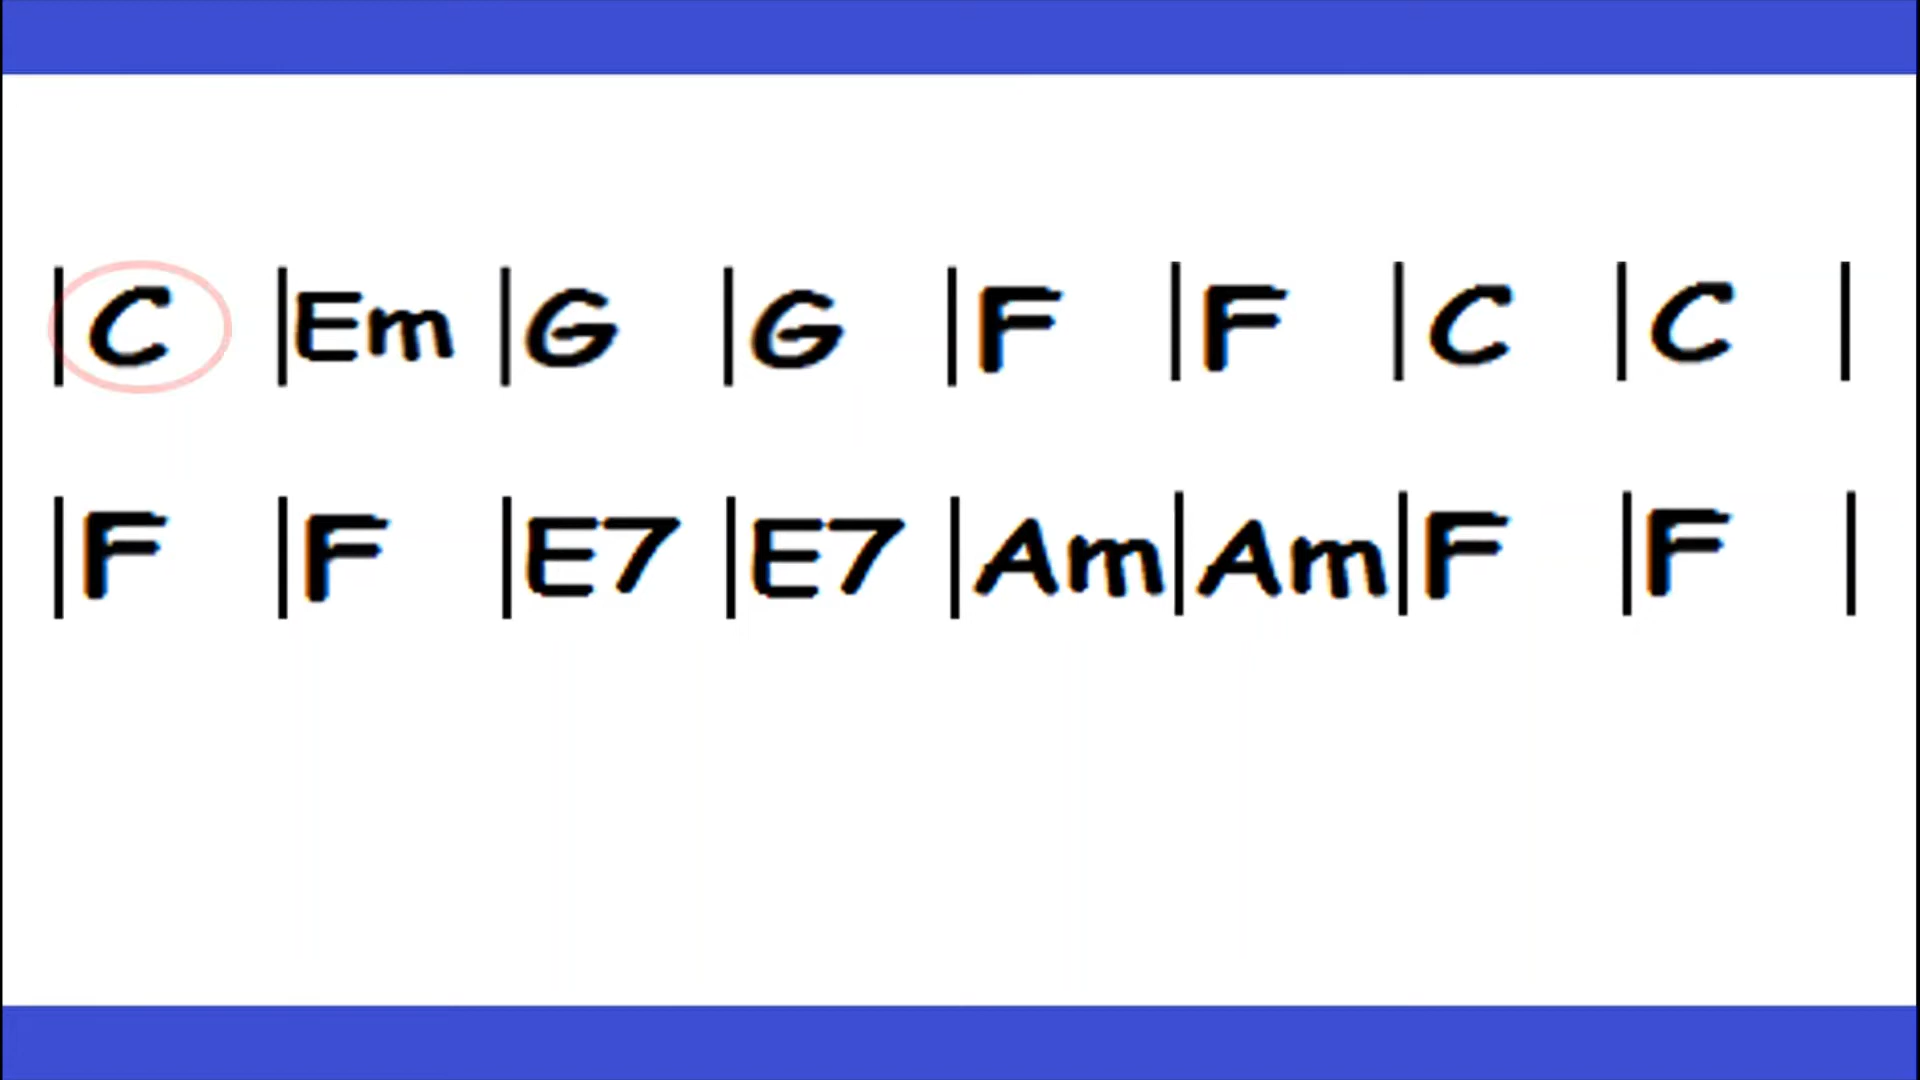 |C |Em |G |G |F |F |C |C |
|F |F |E7 |E7 |Am |Am |F |F |